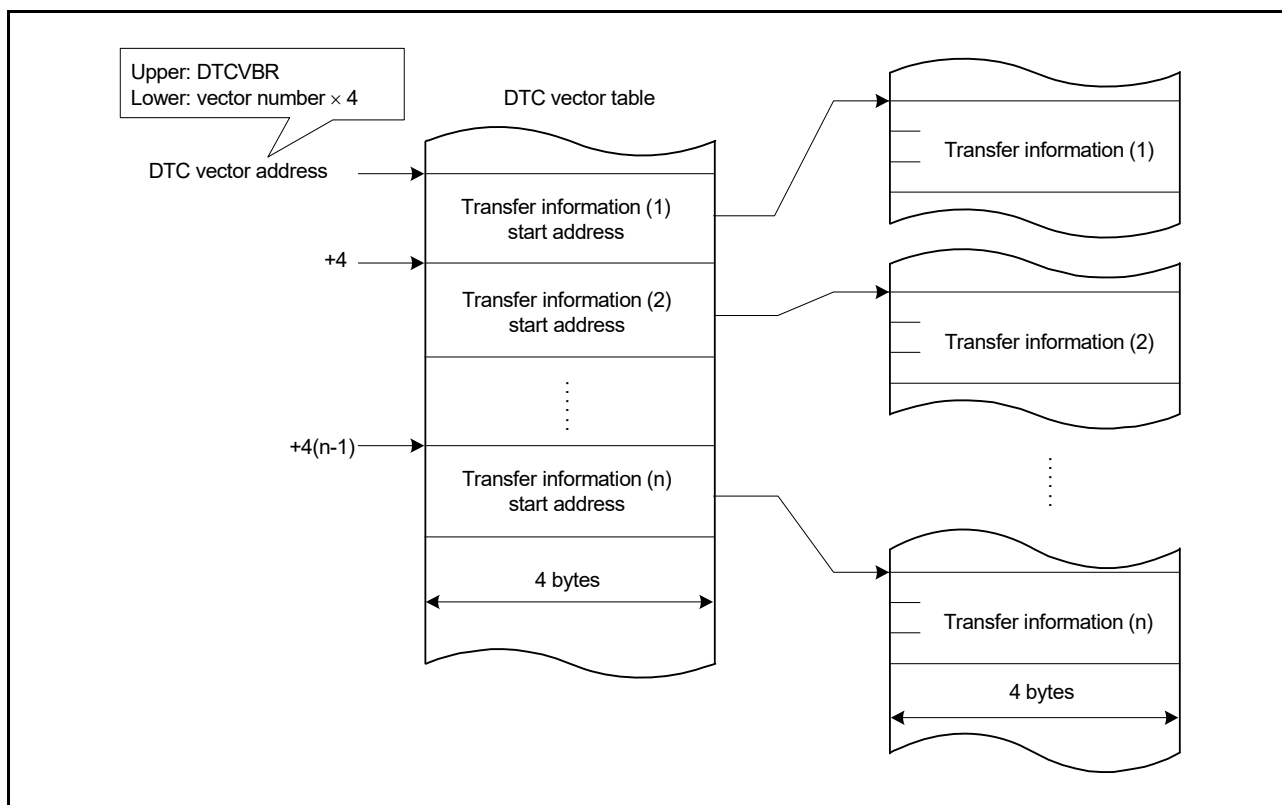 Upper: DTCVBR
Lower: vector number × 4
DTC vector table
DTC vector address
Transfer information (1)
start address
Transfer information (1)
+4
Transfer information (2)
start address
Transfer information (2)
+4(n-1)
Transfer information (n)
start address
4 bytes
Transfer information (n)
4 bytes